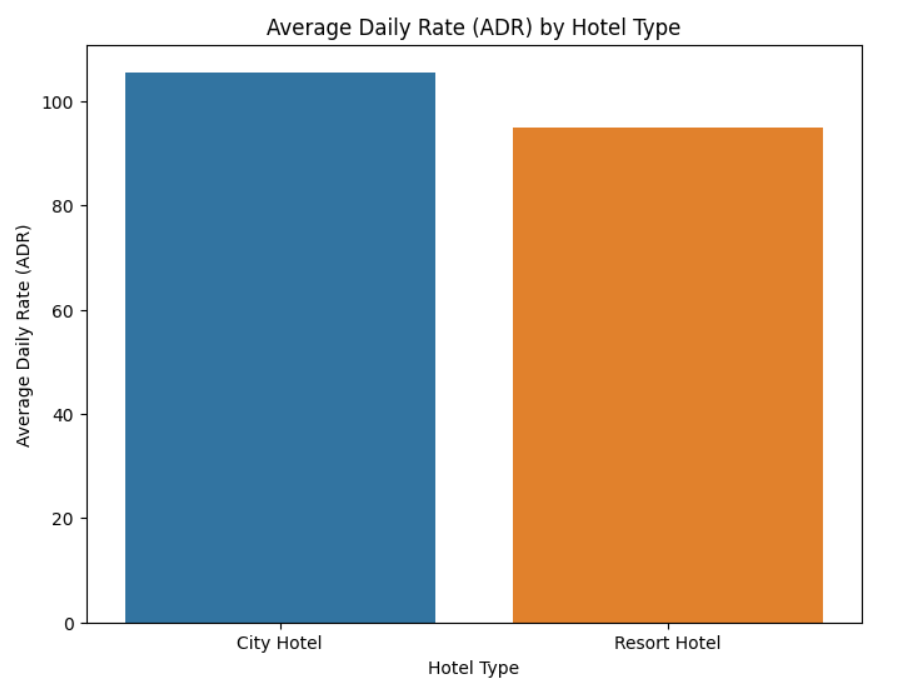 Average Daily Rate (ADR) by Hotel Type
Average Daily Rate (ADR)
100
80
60
40
20
0
City Hotel
Resort Hotel
Hotel Type